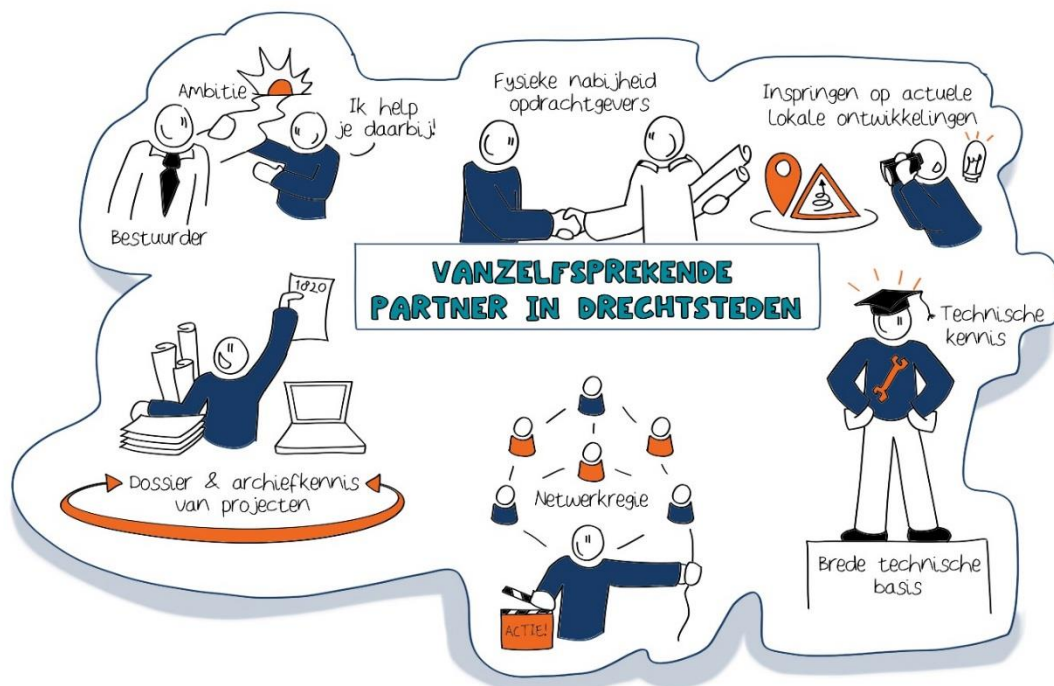 Ambitie
Ik help
je daarbij!
Bestuurder
Fysieke nabijheid
opdrachtgevers
Inspringen op actuele
lokale ontwikkelingen
VANZELFSPREKENDE
PARTNER IN DRECHTSTEDEN
1820
Dossier & archiefkennis
van projecten
Netwerkregie
ACTIE!
Technische
kennis
Brede technische
basis